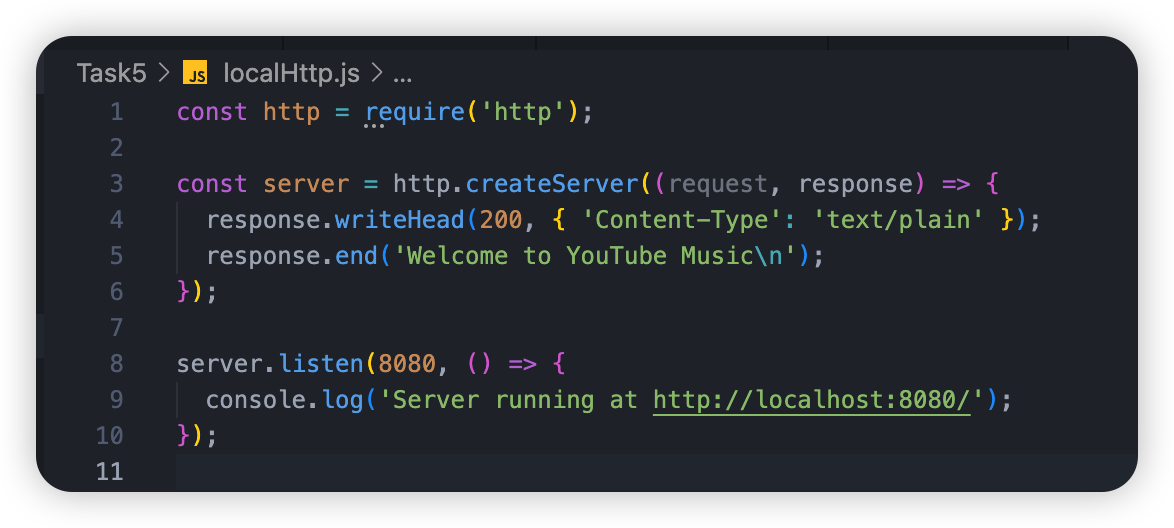 Task5 > JS localHttp.js > ...
1 const http = require('http');
2
3 const server = http.createServer((request, response) => {
4   response.writeHead(200, { 'Content-Type': 'text/plain' });
5   response.end('Welcome to YouTube Music\n');
6 });
7
8 server.listen(8080, () => {
9   console.log('Server running at http://localhost:8080/');
10 });
11